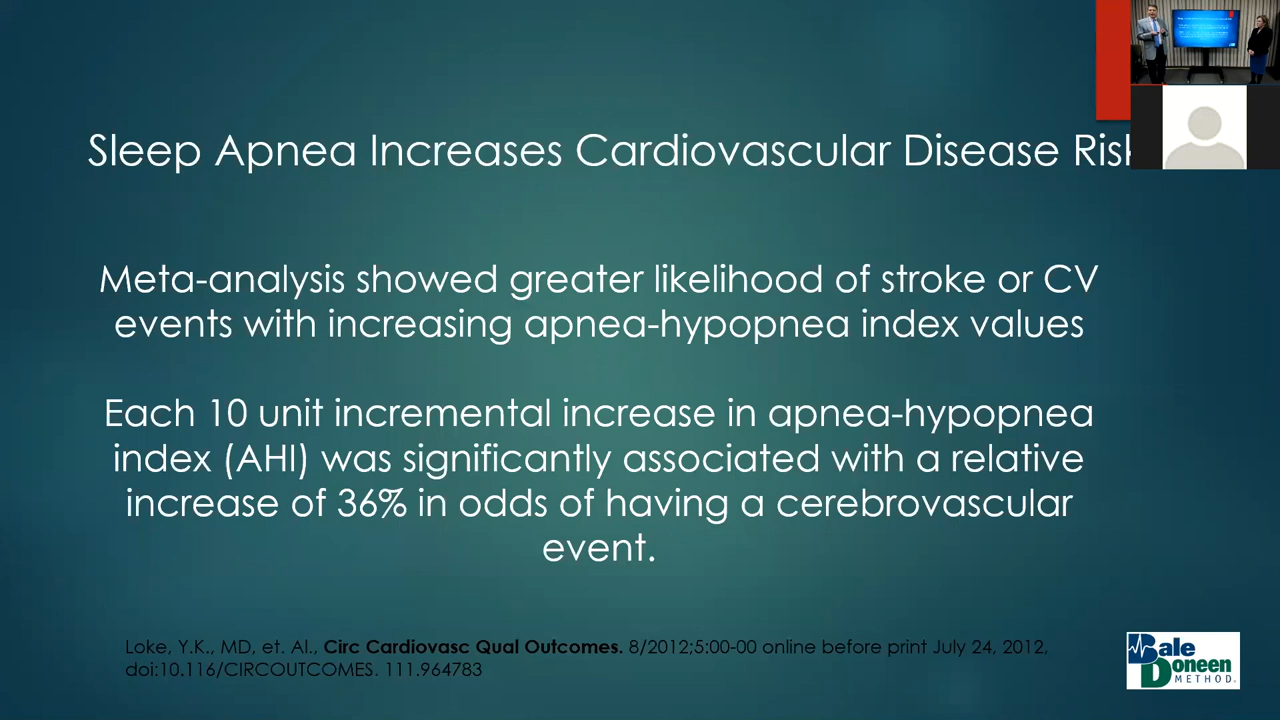 Sleep Apnea Increases Cardiovascular Disease Risk
Meta-analysis showed greater likelihood of stroke or CV
events with increasing apnea-hypopnea index values
Each 10 unit incremental increase in apnea-hypopnea
index (AHI) was significantly associated with a relative
increase of 36% in odds of having a cerebrovascular
event.
Loke, Y.K., MD, et. Al., Circ Cardiovasc Qual Outcomes. 8/2012;5:00-00 online before print July 24, 2012,
doi:10.116/CIRCOUTCOMES. 111.964783
Bale
Doneen
METHOD®